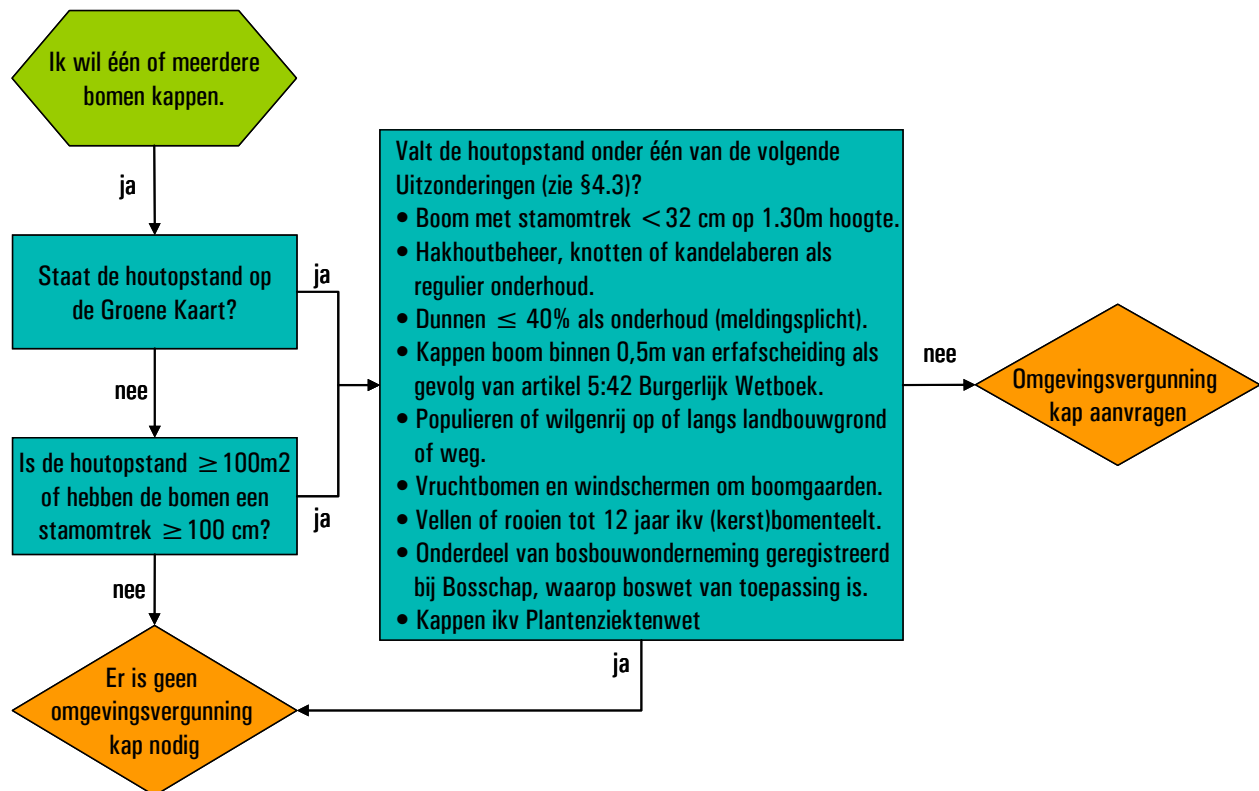 Ik wil één of meerdere
bomen kappen.
ja
Staat de houtopstand op
de Groene Kaart?
ja
nee
Is de houtopstand ≥ 100m2
of hebben de bomen een
stamomtrek ≥ 100 cm?
ja
nee
Er is geen
omgevingsvergunning
kap nodig
Valt de houtopstand onder één van de volgende
Uitzonderingen (zie §4.3)?
• Boom met stamomtrek < 32 cm op 1.30m hoogte.
• Hakhoutbeheer, knotten of kandelaberen als
regulier onderhoud.
• Dunnen ≤ 40% als onderhoud (meldingsplicht).
• Kappen boom binnen 0,5m van erfafscheiding als
gevolg van artikel 5:42 Burgerlijk Wetboek.
• Populieren of wilgenrij op of langs landbouwgrond
of weg.
• Vruchtbomen en windschermen om boomgaarden.
• Vellen of rooien tot 12 jaar ikv (kerst)bomenteelt.
• Onderdeel van bosbouwonderneming geregistreerd
bij Bosschap, waarop boswet van toepassing is.
• Kappen ikv Plantenziektenwet
ja
nee
Omgevingsvergunning
kap aanvragen